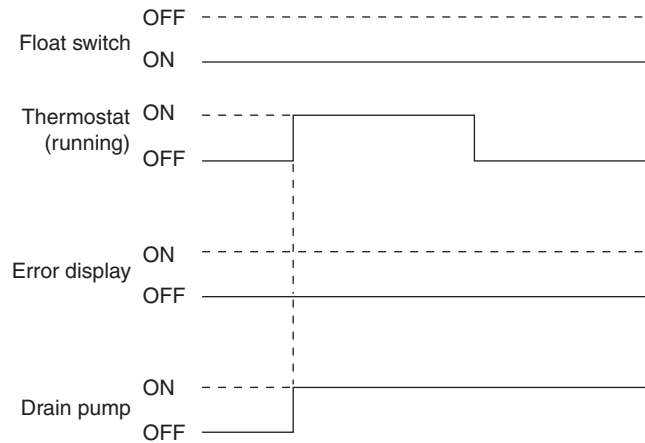 OFF
Float switch
ON
Thermostat ON
(running)
OFF
ON
Error display
OFF
ON
Drain pump
OFF